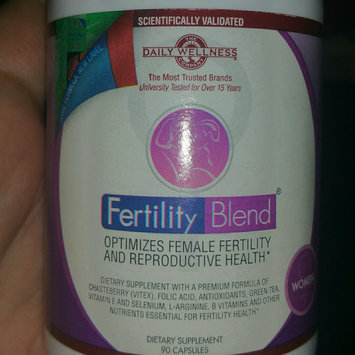 SCIENTIFICALLY VALIDATED
THE
DAILY WELLNESS
COMPANY
The Most Trusted Brands
University Tested for Over 15 Years
Fertility Blend®
OPTIMIZES FEMALE FERTILITY
AND REPRODUCTIVE HEALTH*
WOMEN
DIETARY SUPPLEMENT WITH A PREMIUM FORMULA OF
CHASTEBERRY (VITEX), FOLIC ACID, ANTIOXIDANTS, GREEN TEA,
VITAMIN E AND SELENIUM, L-ARGININE, B VITAMINS AND OTHER
NUTRIENTS ESSENTIAL FOR FERTILITY HEALTH*
DIETARY SUPPLEMENT
90 CAPSULES